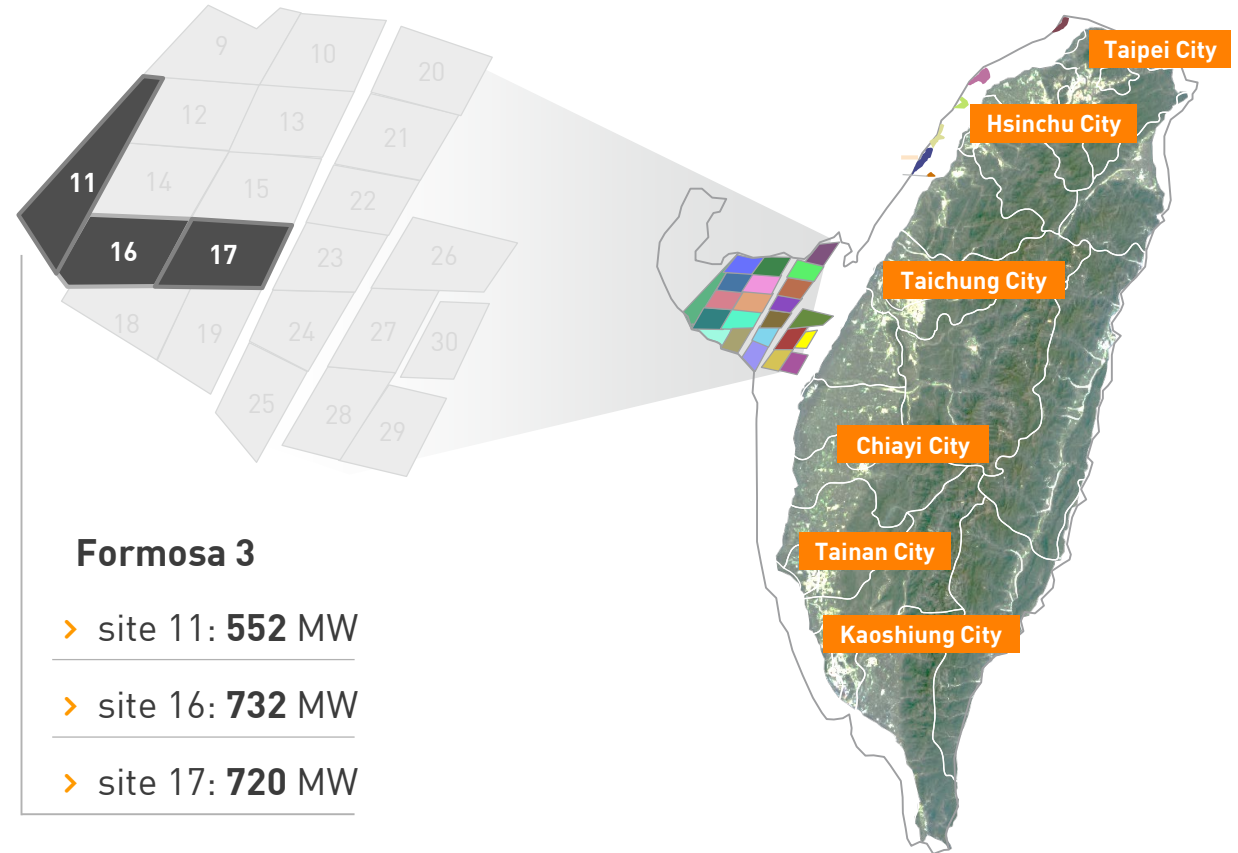 9
10
20
12
13
21
11
14
15
22
16
17
23
26
18
19
24
27
30
25
28
29
Taipei City
Hsinchu City
Taichung City
Chiayi City
Tainan City
Kaoshiung City
Formosa 3
site 11: 552 MW
site 16: 732 MW
site 17: 720 MW